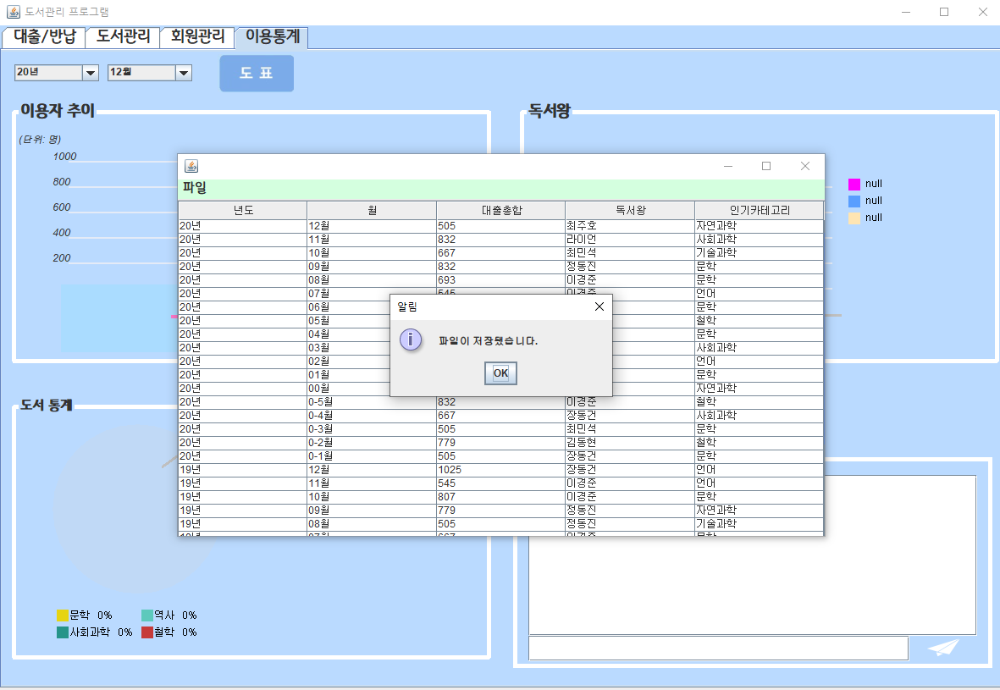 도서관리 프로그램
대출/반납 도서관리 회원관리 이용통계
20년 12월 도 표
이용자 추이
독서왕
(단위: 명)
1000
800
600
400
200
null
null
null
파일
년도 월 대출총합 독서왕 인기카테고리
20년 12월 505 최주호 자연과학
20년 11월 832 라이언 사회과학
20년 10월 667 최민석 기술과학
20년 09월 832 정동진 문학
20년 08월 693 이경준 문학
20년 07월 545 이경준 언어
20년 06월 문학
20년 05월 철학
20년 04월 문학
20년 03월 사회과학
20년 02월 언어
20년 01월 문학
20년 00월 자연과학
20년 0-5월 832 이경준 철학
20년 0-4월 667 장동건 사회과학
20년 0-3월 505 최민석 문학
20년 0-2월 779 김동현 철학
20년 0-1월 505 장동건 문학
19년 12월 1025 장동건 언어
19년 11월 545 이경준 언어
19년 10월 807 이경준 문학
19년 09월 779 정동진 자연과학
19년 08월 505 정동진 기술과학
19년 07월 667 이경준 문학
알림
파일이 저장됐습니다.
OK
도서 통계
문학 0% 역사 0%
사회과학 0% 철학 0%